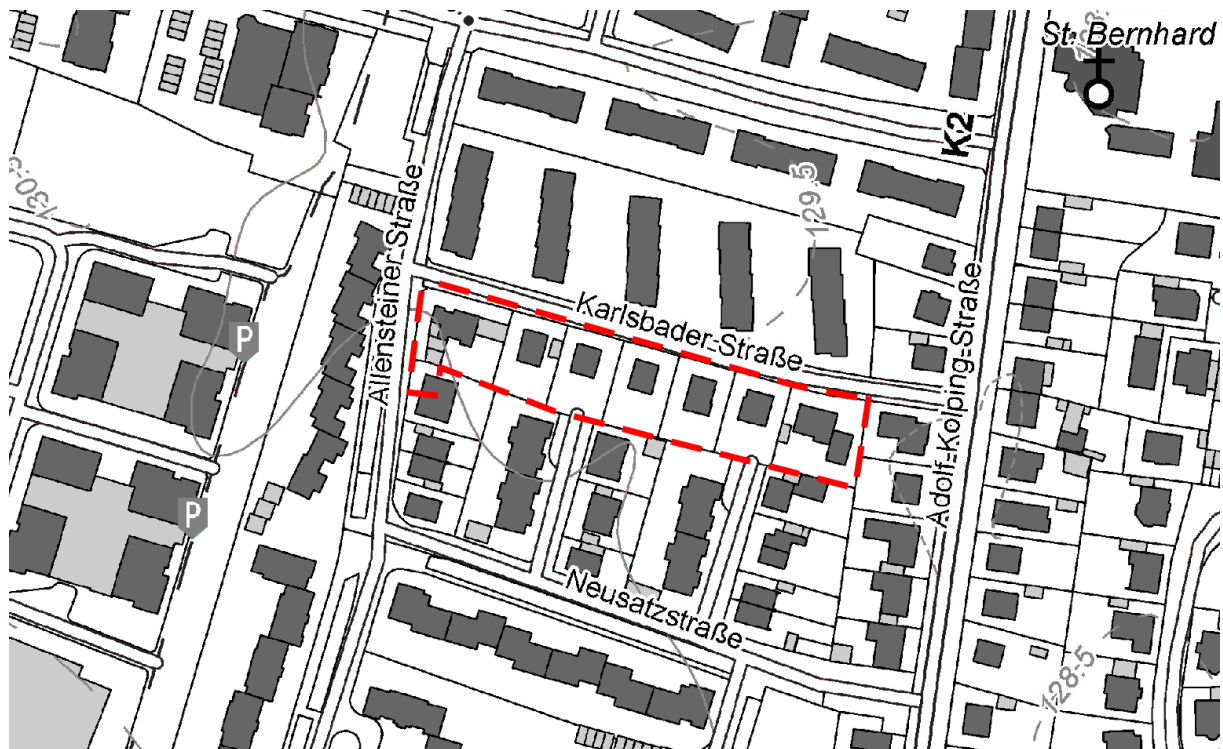 St. Bernhard
K2
129.5
Allensteiner-Straße
Karlsbader-Straße
P
Adolf-Kolping-Straße
P
Neusatzstraße
128.5